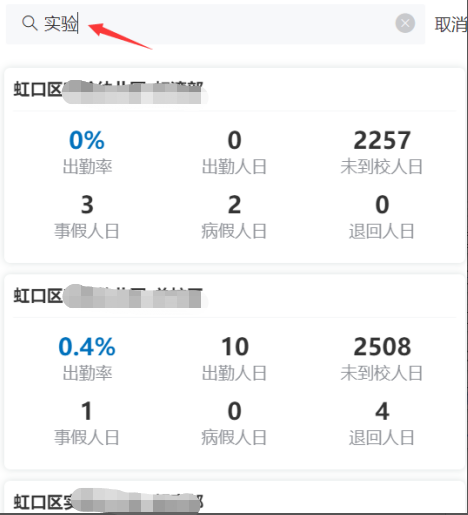 实验 取消
虹口区
0% 0 2257
出勤率 出勤人日 未到校人日
3 2 0
事假人日 病假人日 退回人日
虹口区
0.4% 10 2508
出勤率 出勤人日 未到校人日
1 0 4
事假人日 病假人日 退回人日
虹口区实